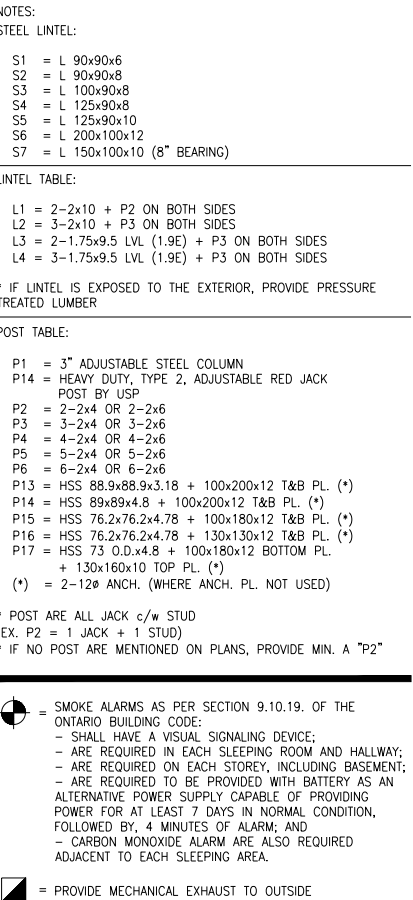 NOTES:
STEEL LINTEL:
S1 = L 90x90x6
S2 = L 90x90x8
S3 = L 100x90x8
S4 = L 125x90x8
S5 = L 125x90x10
S6 = L 200x100x12
S7 = L 150x100x10 (8" BEARING)
LINTEL TABLE:
L1 = 2-2x10 + P2 ON BOTH SIDES
L2 = 3-2x10 + P3 ON BOTH SIDES
L3 = 2-1.75x9.5 LVL (1.9E) + P3 ON BOTH SIDES
L4 = 3-1.75x9.5 LVL (1.9E) + P3 ON BOTH SIDES
* IF LINTEL IS EXPOSED TO THE EXTERIOR, PROVIDE PRESSURE
TREATED LUMBER
POST TABLE:
P1 = 3" ADJUSTABLE STEEL COLUMN
P14 = HEAVY DUTY, TYPE 2, ADJUSTABLE RED JACK
POST BY USP
P2 = 2-2x4 OR 2-2x6
P3 = 3-2x4 OR 3-2x6
P4 = 4-2x4 OR 4-2x6
P5 = 5-2x4 OR 5-2x6
P6 = 6-2x4 OR 6-2x6
P13 = HSS 88.9x88.9x3.18 + 100x200x12 T&B PL. (*)
P14 = HSS 89x89x4.8 + 100x200x12 T&B PL. (*)
P15 = HSS 76.2x76.2x4.78 + 100x180x12 T&B PL. (*)
P16 = HSS 76.2x76.2x4.78 + 130x130x12 T&B PL. (*)
P17 = HSS 73 O.D.x4.8 + 100x180x12 BOTTOM PL.
+ 130x160x10 TOP PL. (*)
(*) = 2-12ø ANCH. (WHERE ANCH. PL. NOT USED)
* POST ARE ALL JACK c/w STUD
(EX. P2 = 1 JACK + 1 STUD)
* IF NO POST ARE MENTIONED ON PLANS, PROVIDE MIN. A "P2"
= SMOKE ALARMS AS PER SECTION 9.10.19. OF THE
ONTARIO BUILDING CODE:
- SHALL HAVE A VISUAL SIGNALING DEVICE;
- ARE REQUIRED IN EACH SLEEPING ROOM AND HALLWAY;
- ARE REQUIRED ON EACH STOREY, INCLUDING BASEMENT;
- ARE REQUIRED TO BE PROVIDED WITH BATTERY AS AN
ALTERNATIVE POWER SUPPLY CAPABLE OF PROVIDING
POWER FOR AT LEAST 7 DAYS IN NORMAL CONDITION,
FOLLOWED BY, 4 MINUTES OF ALARM; AND
- CARBON MONOXIDE ALARM ARE ALSO REQUIRED
ADJACENT TO EACH SLEEPING AREA.
= PROVIDE MECHANICAL EXHAUST TO OUTSIDE